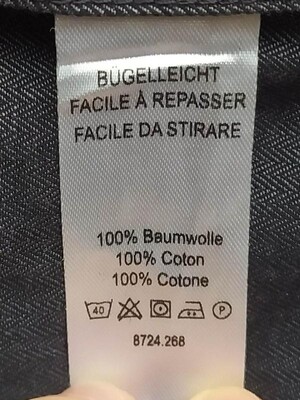 BÜGELLEICHT
FACILE À REPASSER
FACILE DA STIRARE
100% Baumwolle
100% Coton
100% Cotone
40 P
8724.268